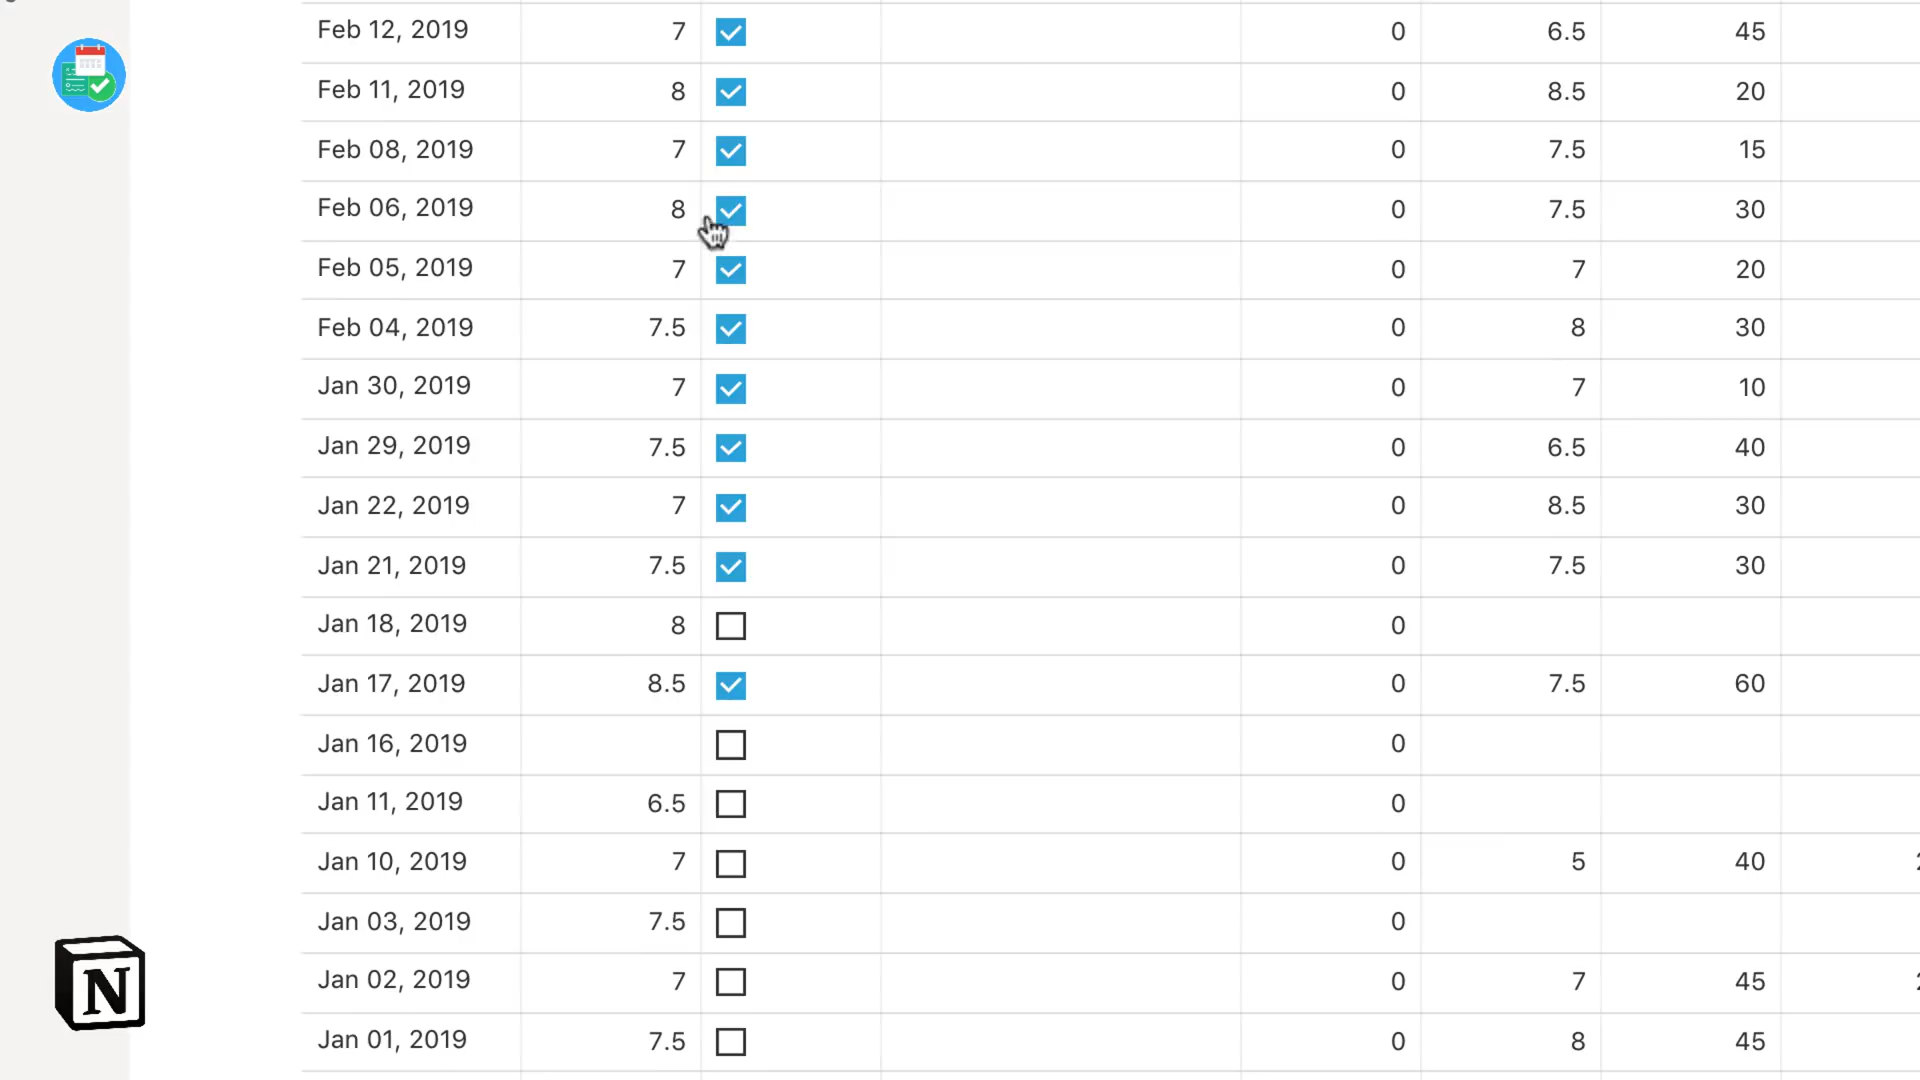 Feb 12, 2019 7 0 6.5 45
Feb 11, 2019 8 0 8.5 20
Feb 08, 2019 7 0 7.5 15
Feb 06, 2019 8 0 7.5 30
Feb 05, 2019 7 0 7 20
Feb 04, 2019 7.5 0 8 30
Jan 30, 2019 7 0 7 10
Jan 29, 2019 7.5 0 6.5 40
Jan 22, 2019 7 0 8.5 30
Jan 21, 2019 7.5 0 7.5 30
Jan 18, 2019 8 0
Jan 17, 2019 8.5 0 7.5 60
Jan 16, 2019 0
Jan 11, 2019 6.5 0
Jan 10, 2019 7 0 5 40
Jan 03, 2019 7.5 0
Jan 02, 2019 7 0 7 45
Jan 01, 2019 7.5 0 8 45
N